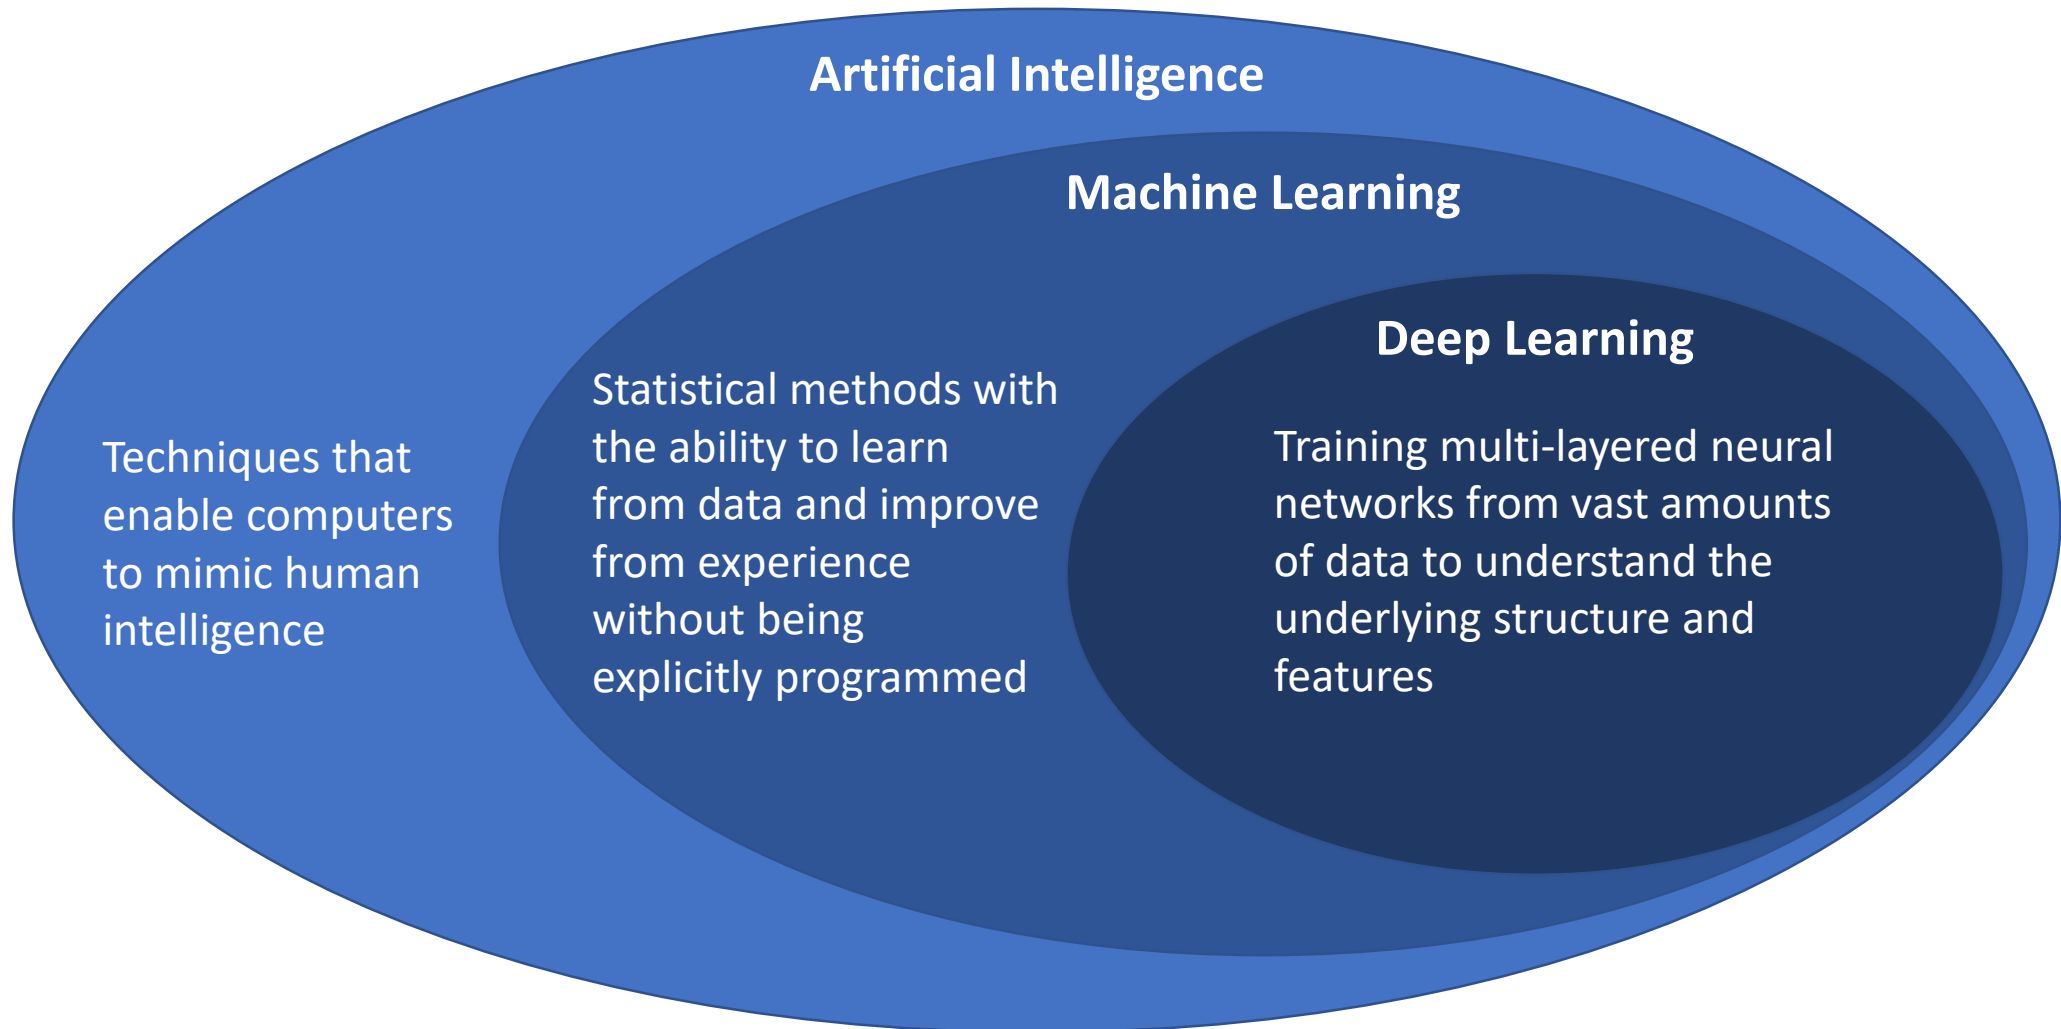 Artificial Intelligence
Machine Learning
Deep Learning
Techniques that
enable computers
to mimic human
intelligence
Statistical methods with
the ability to learn
from data and improve
from experience
without being
explicitly programmed
Training multi-layered neural
networks from vast amounts
of data to understand the
underlying structure and
features